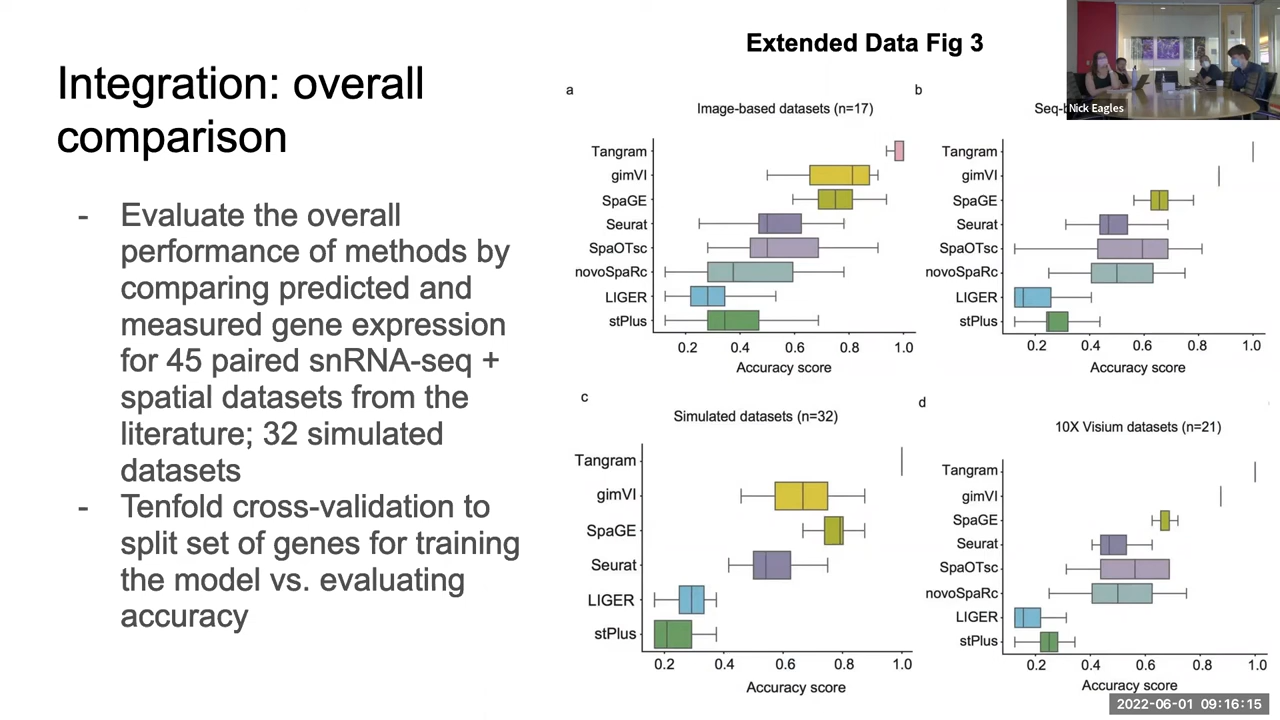 Integration: overall
comparison
- Evaluate the overall
performance of methods by
comparing predicted and
measured gene expression
for 45 paired snRNA-seq +
spatial datasets from the
literature; 32 simulated
datasets
- Tenfold cross-validation to
split set of genes for training
the model vs. evaluating
accuracy
Extended Data Fig 3
a
Image-based datasets (n=17)
Tangram
gimVI
SpaGE
Seurat
SpaOTsc
novoSpaRc
LIGER
stPlus
0.2 0.4 0.6 0.8 1.0
Accuracy score
b
Nick Eagles
Tangram
gimVI
SpaGE
Seurat
SpaOTsc
novoSpaRc
LIGER
stPlus
0.2 0.4 0.6 0.8 1.0
Accuracy score
c
Simulated datasets (n=32)
Tangram
gimVI
SpaGE
Seurat
LIGER
stPlus
0.2 0.4 0.6 0.8 1.0
Accuracy score
d
10X Visium datasets (n=21)
Tangram
gimVI
SpaGE
Seurat
SpaOTsc
novoSpaRc
LIGER
stPlus
0.2 0.4 0.6 0.8 1.0
Accuracy score
2022-06-01 09:16:15